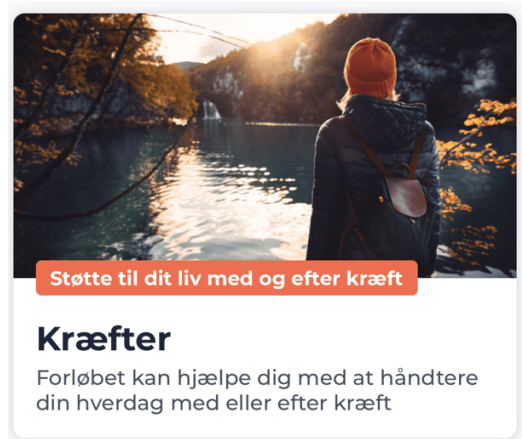 Støtte til dit liv med og efter kræft
Kræfter
Forløbet kan hjælpe dig med at håndtere
din hverdag med eller efter kræft